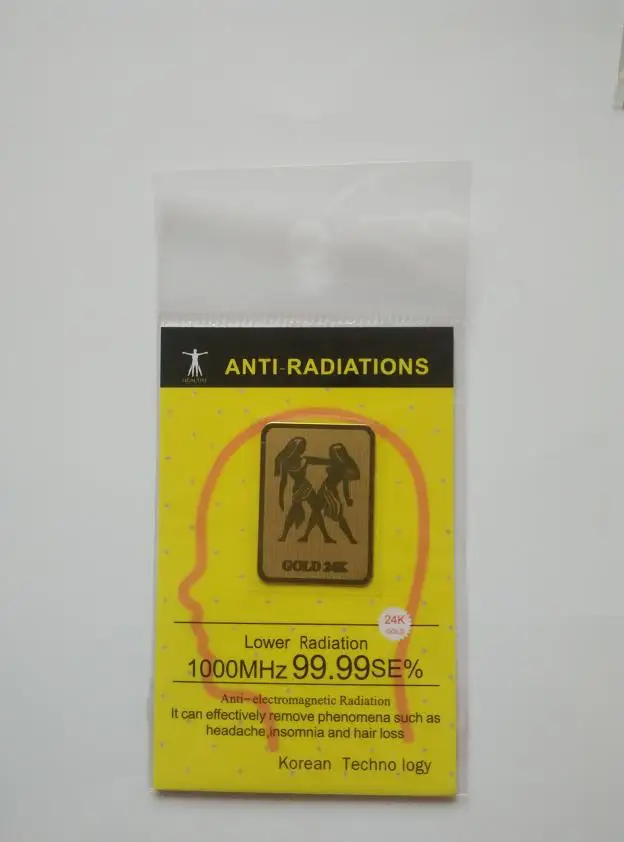 ANTI-RADIATIONS
HEALTHY
GOLD 24K
24K
GOLD
Lower Radiation
1000MHz 99.99SE%
Anti-electromagnetic Radiation
It can effectively remove phenomena such as
headache,insomnia and hair loss
Korean Techno logy